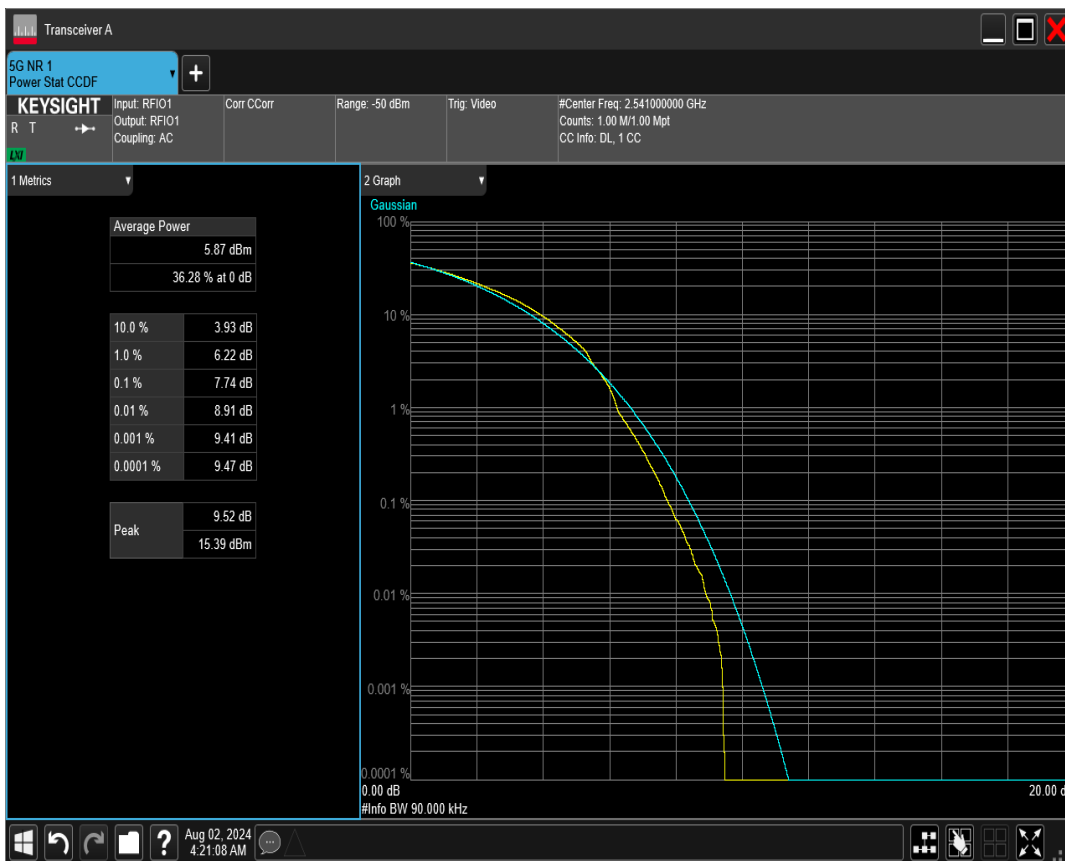 Transceiver A
5G NR 1
Power Stat CCDF
KEYSIGHT
R T
LXI
Input: RFIO1
Output: RFIO1
Coupling: AC
Corr CCorr
Range: -50 dBm
Trig: Video
#Center Freq: 2.541000000 GHz
Counts: 1.00 M/1.00 Mpt
CC Info: DL, 1 CC
1 Metrics
Average Power
5.87 dBm
36.28 % at 0 dB
10.0 % 3.93 dB
1.0 % 6.22 dB
0.1 % 7.74 dB
0.01 % 8.91 dB
0.001 % 9.41 dB
0.0001 % 9.47 dB
Peak
9.52 dB
15.39 dBm
2 Graph
Gaussian
100 %
10 %
1 %
0.1 %
0.01 %
0.001 %
0.0001 %
0.00 dB
20.00 d
#Info BW 90.000 kHz
?
Aug 02, 2024
4:21:08 AM